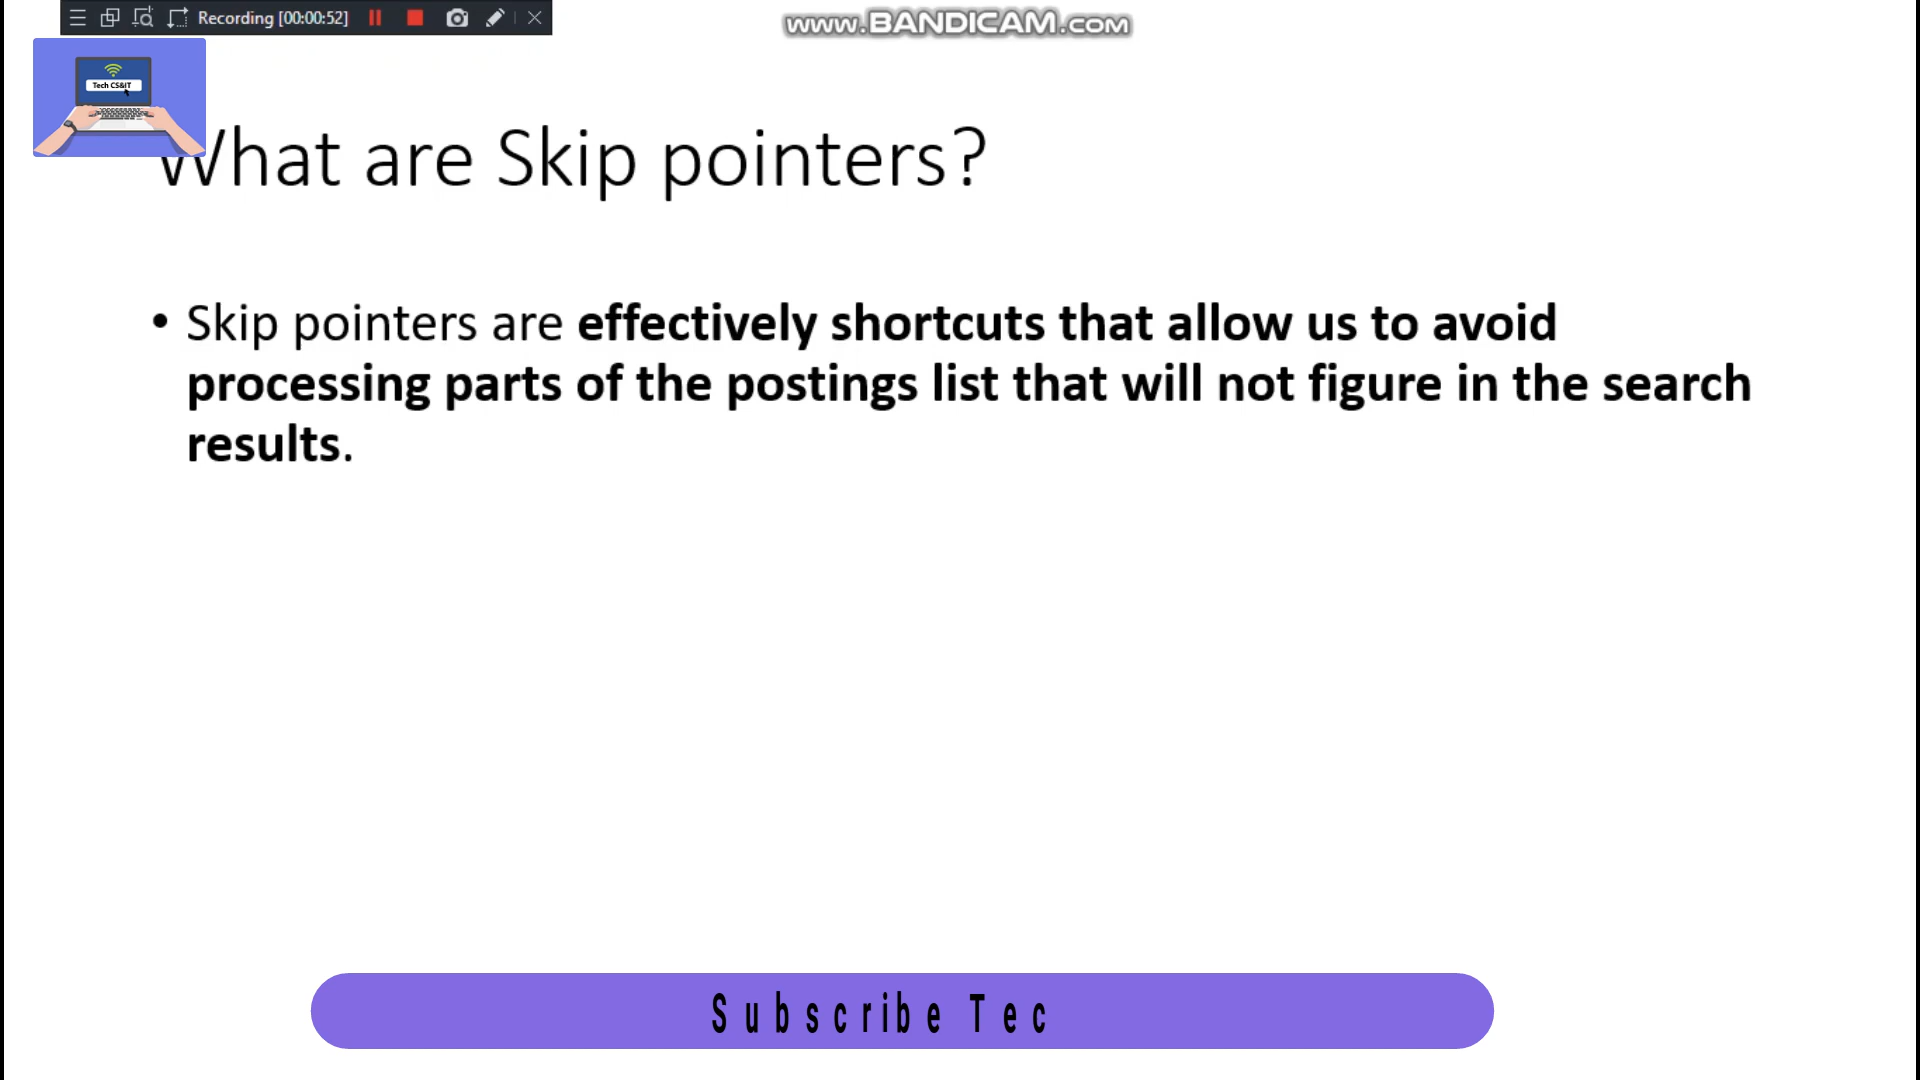 Recording [00:00:52]
www.BANDICAM.com
Tech CS&IT
What are Skip pointers?
• Skip pointers are effectively shortcuts that allow us to avoid
processing parts of the postings list that will not figure in the search
results.
Subscribe Tec